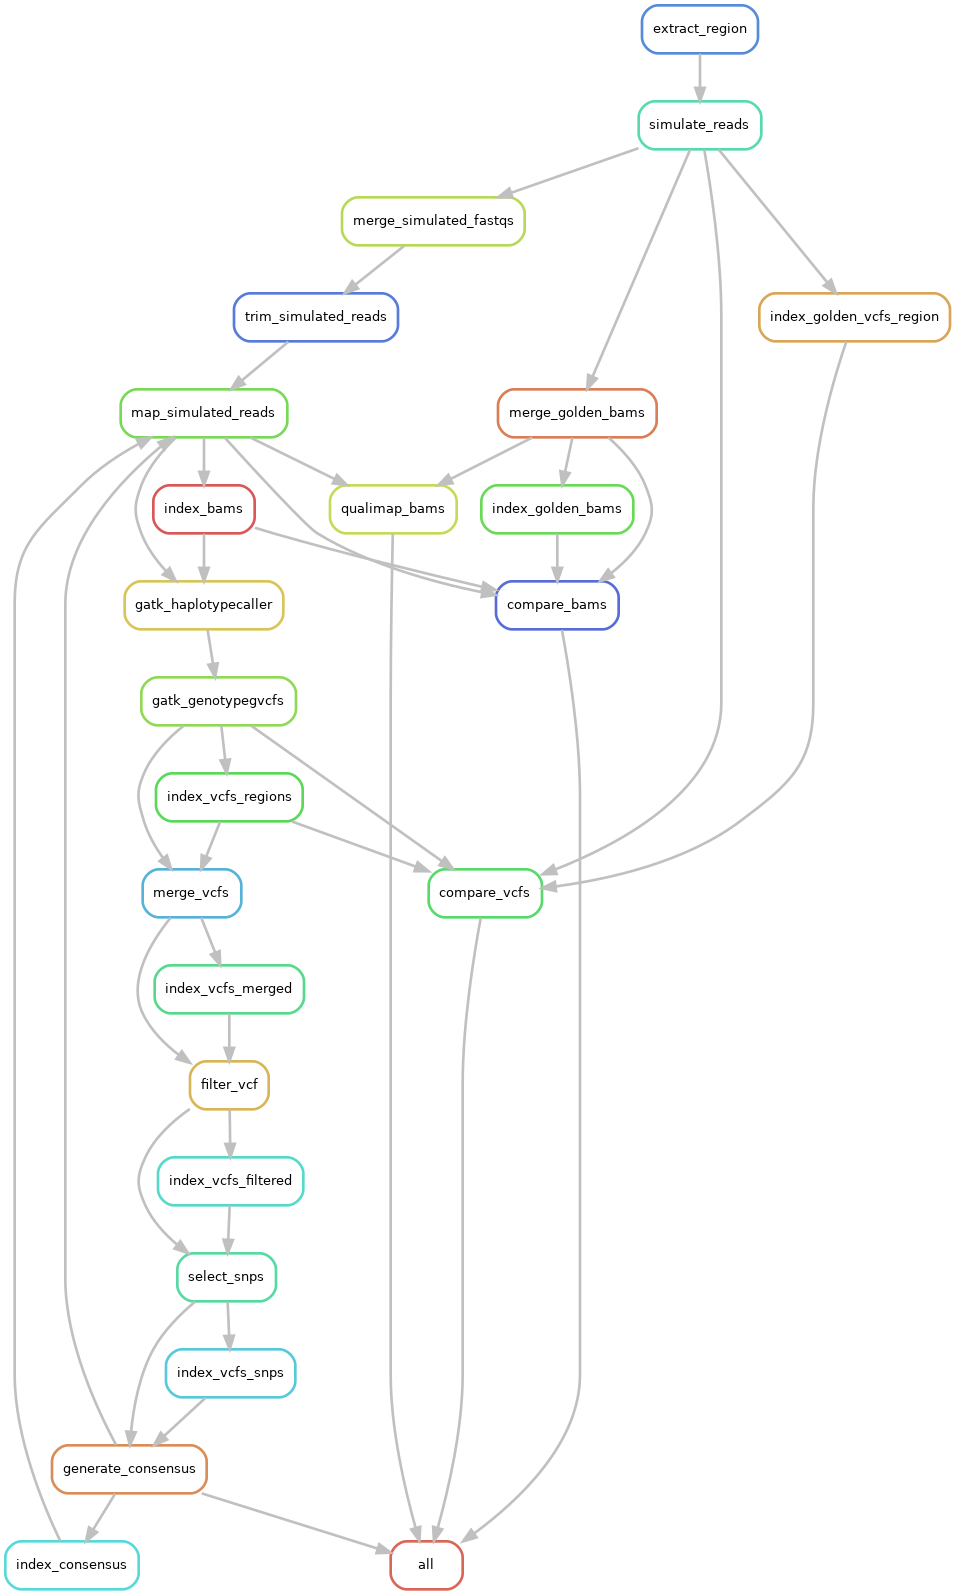 extract_region
simulate_reads
merge_simulated_fastqs
trim_simulated_reads
index_golden_vcfs_region
map_simulated_reads
merge_golden_bams
index_bams
qualimap_bams
index_golden_bams
gatk_haplotypecaller
compare_bams
gatk_genotypegvcfs
index_vcfs_regions
merge_vcfs
compare_vcfs
index_vcfs_merged
filter_vcf
index_vcfs_filtered
select_snps
index_vcfs_snps
generate_consensus
index_consensus
all